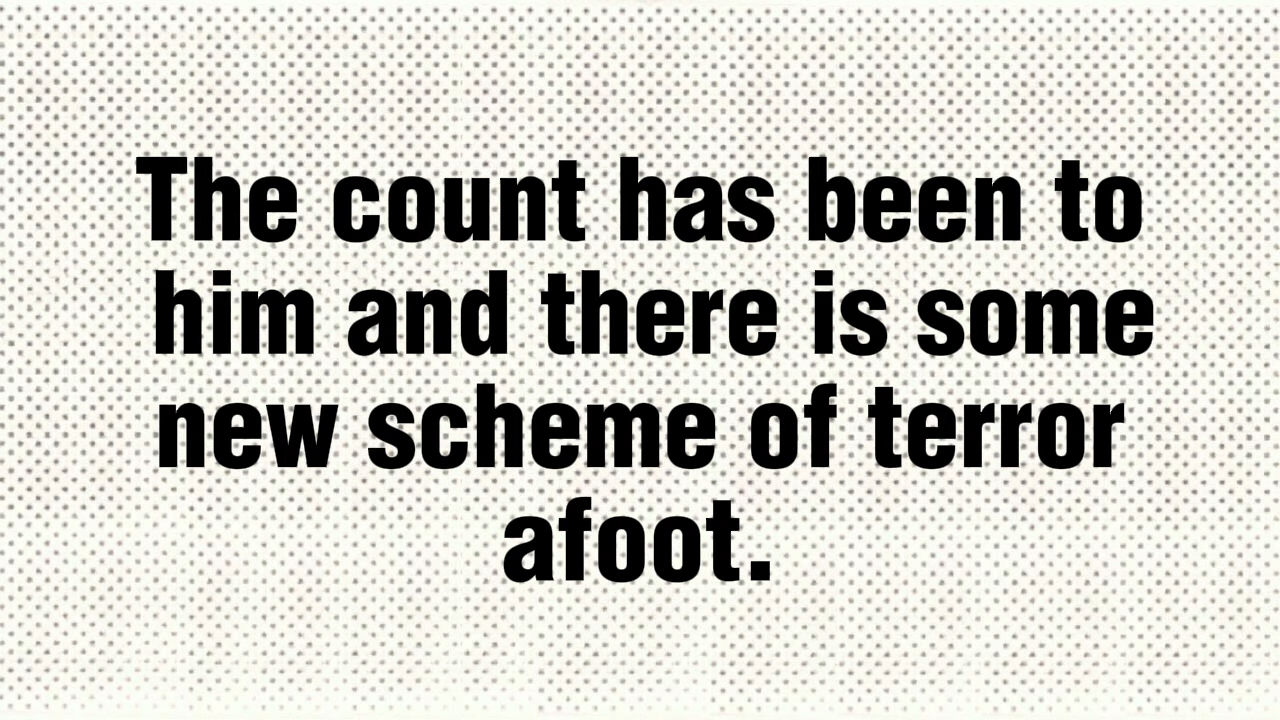 The count has been to
him and there is some
new scheme of terror
afoot.